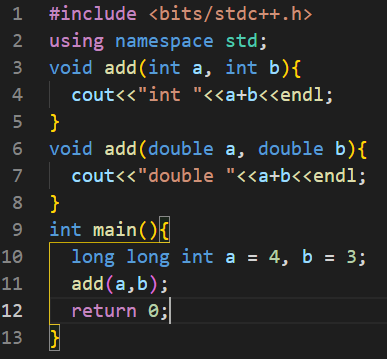 1 #include <bits/stdc++.h>
2 using namespace std;
3 void add(int a, int b){
4   cout<<"int "<<a+b<<endl;
5 }
6 void add(double a, double b){
7   cout<<"double "<<a+b<<endl;
8 }
9 int main(){
10   long long int a = 4, b = 3;
11   add(a,b);
12   return 0;
13 }